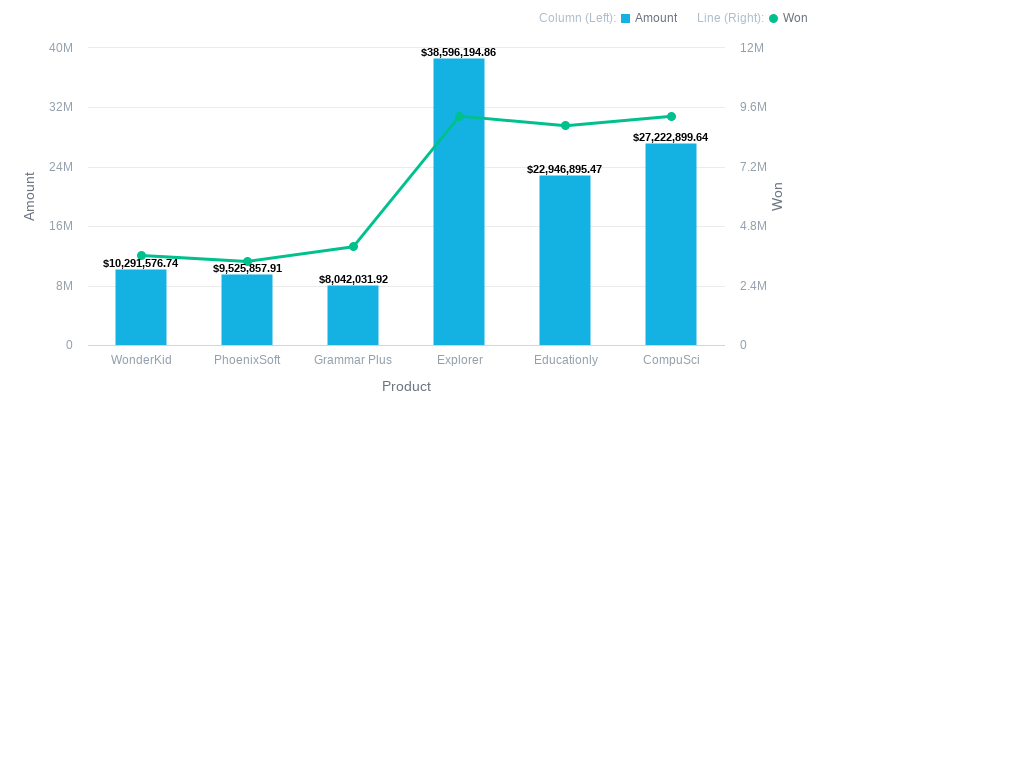 Column (Left): Amount Line (Right): Won
40M
32M
24M
16M
8M
0
Amount
12M
9.6M
7.2M
4.8M
2.4M
0
Won
$10,291,576.74
$9,525,857.91
$8,042,031.92
$38,596,194.86
$22,946,895.47
$27,222,899.64
WonderKid PhoenixSoft Grammar Plus Explorer Educationly CompuSci
Product